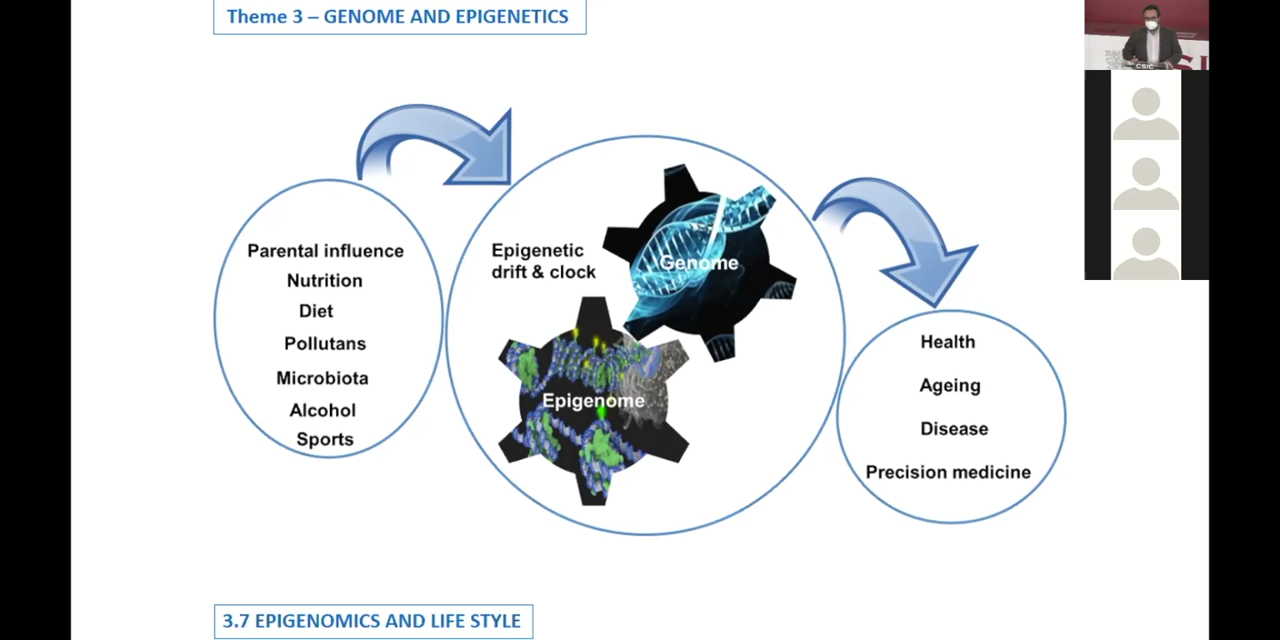 Theme 3 – GENOME AND EPIGENETICS
Parental influence
Nutrition
Diet
Pollutans
Microbiota
Alcohol
Sports
Epigenetic
drift & clock
Genome
Epigenome
Health
Ageing
Disease
Precision medicine
3.7 EPIGENOMICS AND LIFE STYLE
CSIC